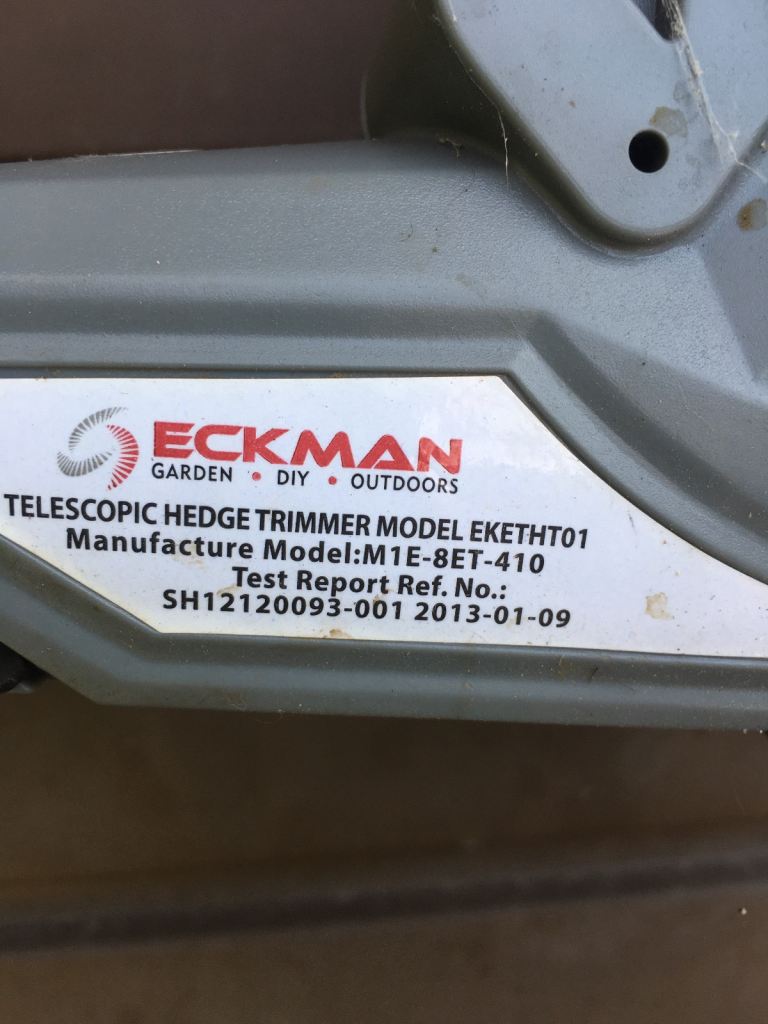 ECKMAN
GARDEN • DIY • OUTDOORS
TELESCOPIC HEDGE TRIMMER MODEL EKETHT01
Manufacture Model:M1E-8ET-410
Test Report Ref. No.:
SH12120093-001 2013-01-09